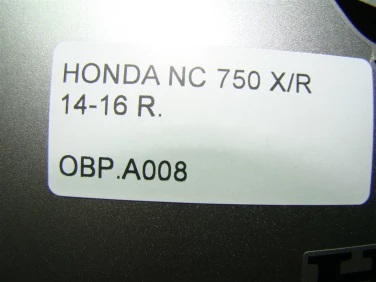 HONDA NC 750 X/R
14-16 R.
OBP.A008